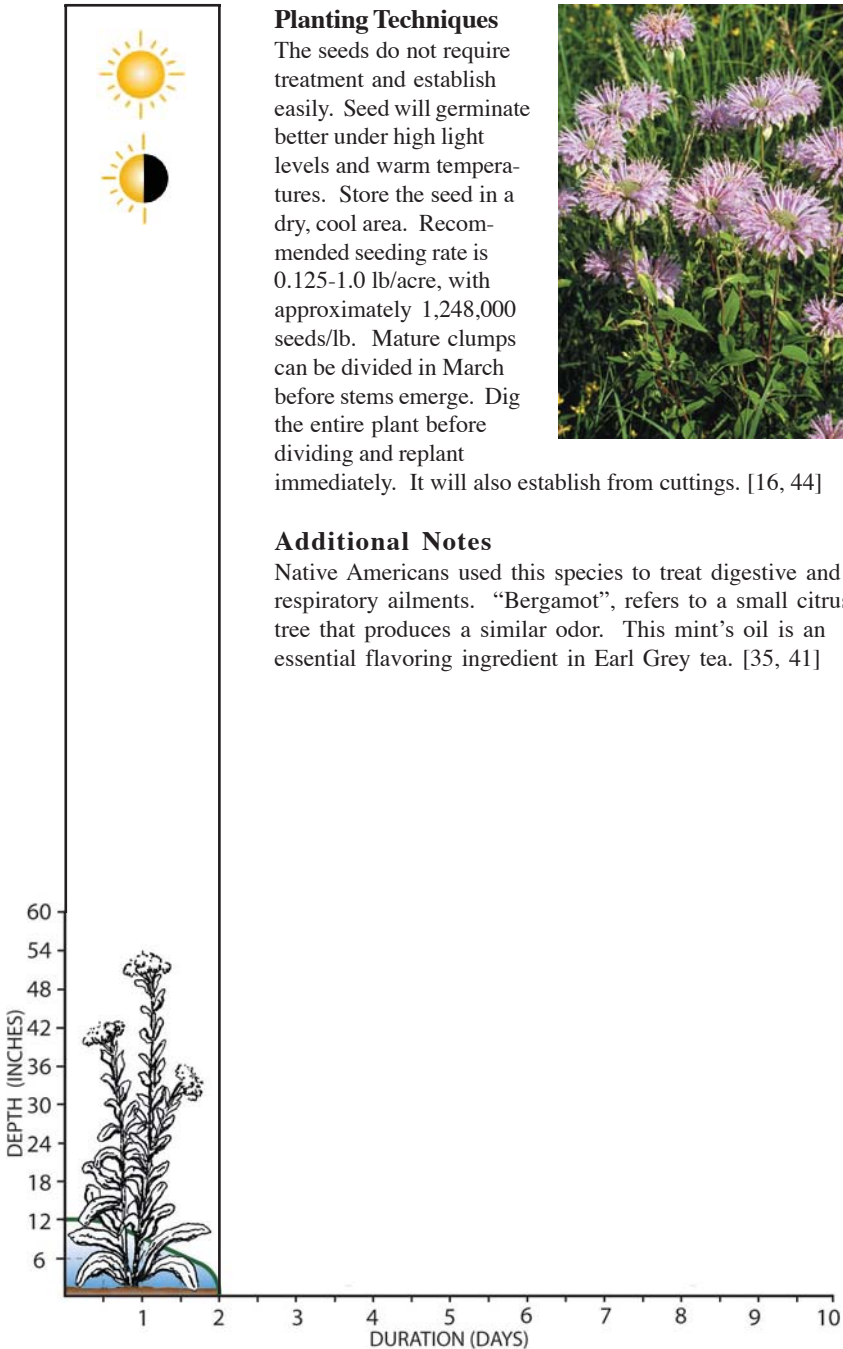 Planting Techniques
The seeds do not require
treatment and establish
easily. Seed will germinate
better under high light
levels and warm tempera-
tures. Store the seed in a
dry, cool area. Recom-
mended seeding rate is
0.125-1.0 lb/acre, with
approximately 1,248,000
seeds/lb. Mature clumps
can be divided in March
before stems emerge. Dig
the entire plant before
dividing and replant
immediately. It will also establish from cuttings. [16, 44]
Additional Notes
Native Americans used this species to treat digestive and
respiratory ailments. “Bergamot”, refers to a small citrus
tree that produces a similar odor. This mint’s oil is an
essential flavoring ingredient in Earl Grey tea. [35, 41]
60
54
48
42
36
30
24
18
12
6
DEPTH (INCHES)
1 2 3 4 5 6 7 8 9 10
DURATION (DAYS)